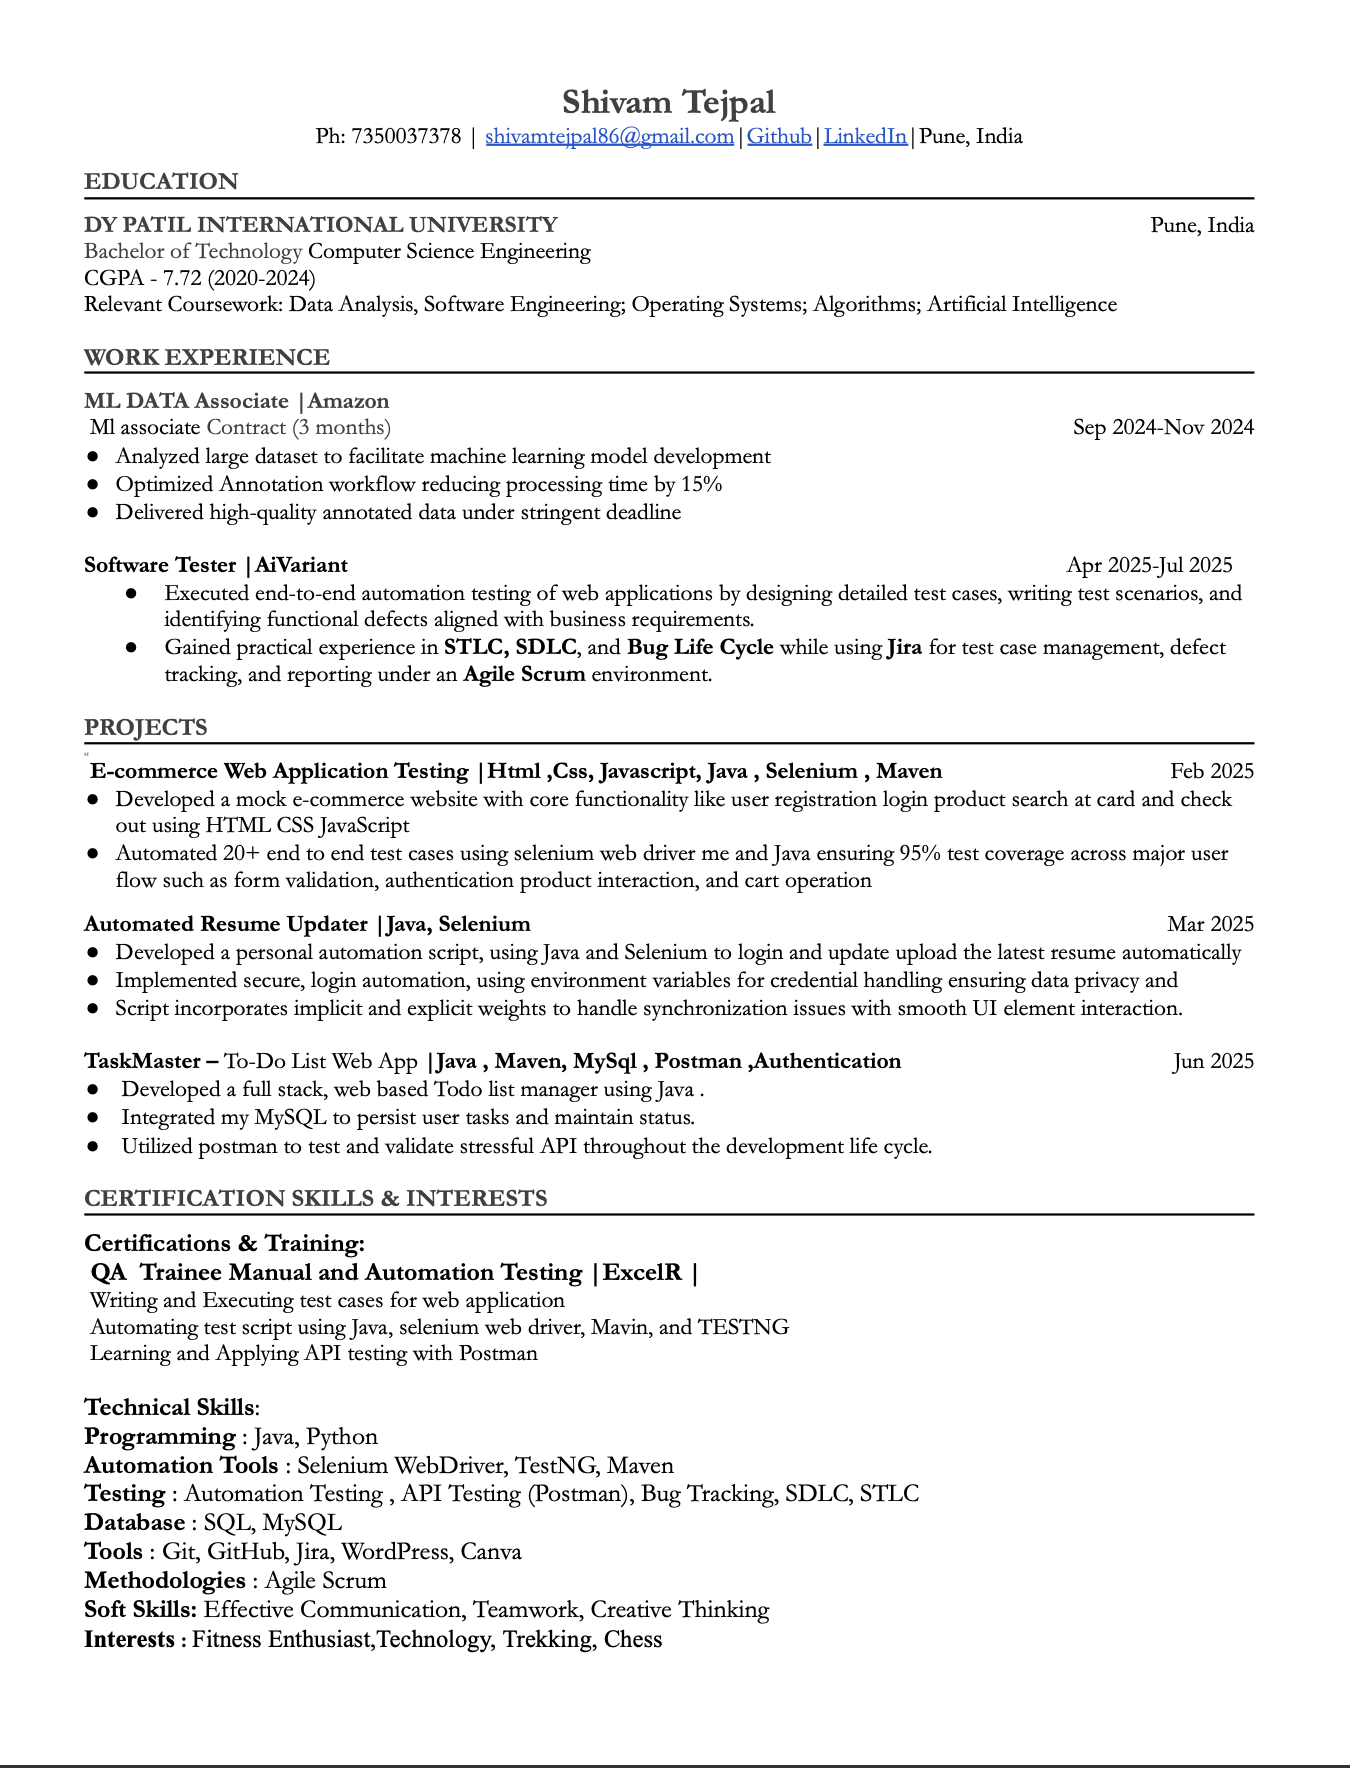 Shivam Tejpal
Ph: 7350037378 | shivamtejpal86@gmail.com|Github|LinkedIn|Pune, India
EDUCATION
DY PATIL INTERNATIONAL UNIVERSITY Pune, India
Bachelor of Technology Computer Science Engineering
CGPA - 7.72 (2020-2024)
Relevant Coursework: Data Analysis, Software Engineering; Operating Systems; Algorithms; Artificial Intelligence
WORK EXPERIENCE
ML DATA Associate |Amazon
Ml associate Contract (3 months) Sep 2024-Nov 2024
● Analyzed large dataset to facilitate machine learning model development
● Optimized Annotation workflow reducing processing time by 15%
● Delivered high-quality annotated data under stringent deadline
Software Tester |AiVariant Apr 2025-Jul 2025
● Executed end-to-end automation testing of web applications by designing detailed test cases, writing test scenarios, and
identifying functional defects aligned with business requirements.
● Gained practical experience in STLC, SDLC, and Bug Life Cycle while using Jira for test case management, defect
tracking, and reporting under an Agile Scrum environment.
PROJECTS
E-commerce Web Application Testing |Html ,Css, Javascript, Java , Selenium , Maven Feb 2025
● Developed a mock e-commerce website with core functionality like user registration login product search at card and check
out using HTML CSS JavaScript
● Automated 20+ end to end test cases using selenium web driver me and Java ensuring 95% test coverage across major user
flow such as form validation, authentication product interaction, and cart operation
Automated Resume Updater |Java, Selenium Mar 2025
● Developed a personal automation script, using Java and Selenium to login and update upload the latest resume automatically
● Implemented secure, login automation, using environment variables for credential handling ensuring data privacy and
● Script incorporates implicit and explicit weights to handle synchronization issues with smooth UI element interaction.
TaskMaster – To-Do List Web App |Java , Maven, MySql , Postman ,Authentication Jun 2025
● Developed a full stack, web based Todo list manager using Java .
● Integrated my MySQL to persist user tasks and maintain status.
● Utilized postman to test and validate stressful API throughout the development life cycle.
CERTIFICATION SKILLS & INTERESTS
Certifications & Training:
QA Trainee Manual and Automation Testing |ExcelR |
Writing and Executing test cases for web application
Automating test script using Java, selenium web driver, Mavin, and TESTNG
Learning and Applying API testing with Postman
Technical Skills:
Programming : Java, Python
Automation Tools : Selenium WebDriver, TestNG, Maven
Testing : Automation Testing , API Testing (Postman), Bug Tracking, SDLC, STLC
Database : SQL, MySQL
Tools : Git, GitHub, Jira, WordPress, Canva
Methodologies : Agile Scrum
Soft Skills: Effective Communication, Teamwork, Creative Thinking
Interests : Fitness Enthusiast,Technology, Trekking, Chess